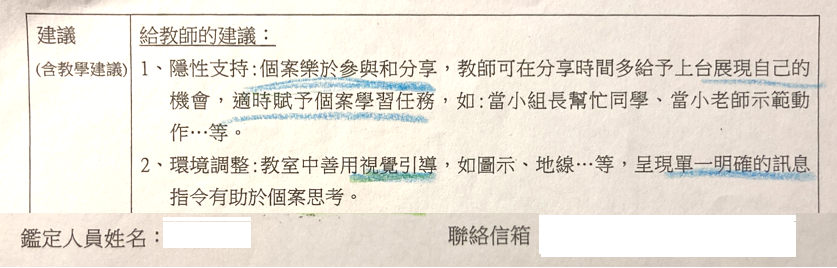 建議
(含教學建議)
給教師的建議：
1、隱性支持:個案樂於參與和分享，教師可在分享時間多給予上台展現自己的
機會，適時賦予個案學習任務，如:當小組長幫忙同學、當小老師示範動
作…等。
2、環境調整:教室中善用視覺引導，如圖示、地線…等，呈現單一明確的訊息
指令有助於個案思考。
鑑定人員姓名：
聯絡信箱